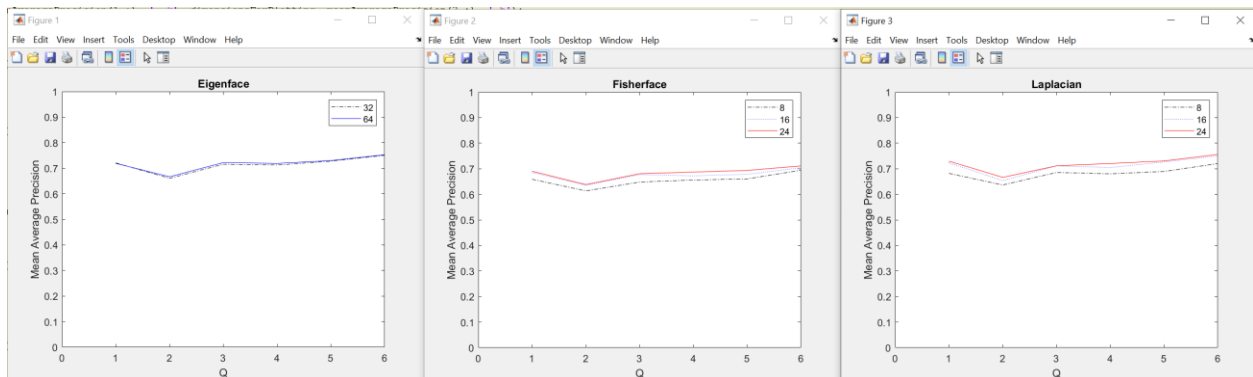 Figure 1
File Edit View Insert Tools Desktop Window Help
Eigenface
32
64
1
0.9
0.8
0.7
0.6
0.5
0.4
0.3
0.2
0.1
0
Mean Average Precision
0 1 2 3 4 5 6
Q
Figure 2
File Edit View Insert Tools Desktop Window Help
Fisherface
8
16
24
1
0.9
0.8
0.7
0.6
0.5
0.4
0.3
0.2
0.1
0
Mean Average Precision
0 1 2 3 4 5 6
Q
Figure 3
File Edit View Insert Tools Desktop Window Help
Laplacian
8
16
24
1
0.9
0.8
0.7
0.6
0.5
0.4
0.3
0.2
0.1
0
Mean Average Precision
0 1 2 3 4 5 6
Q